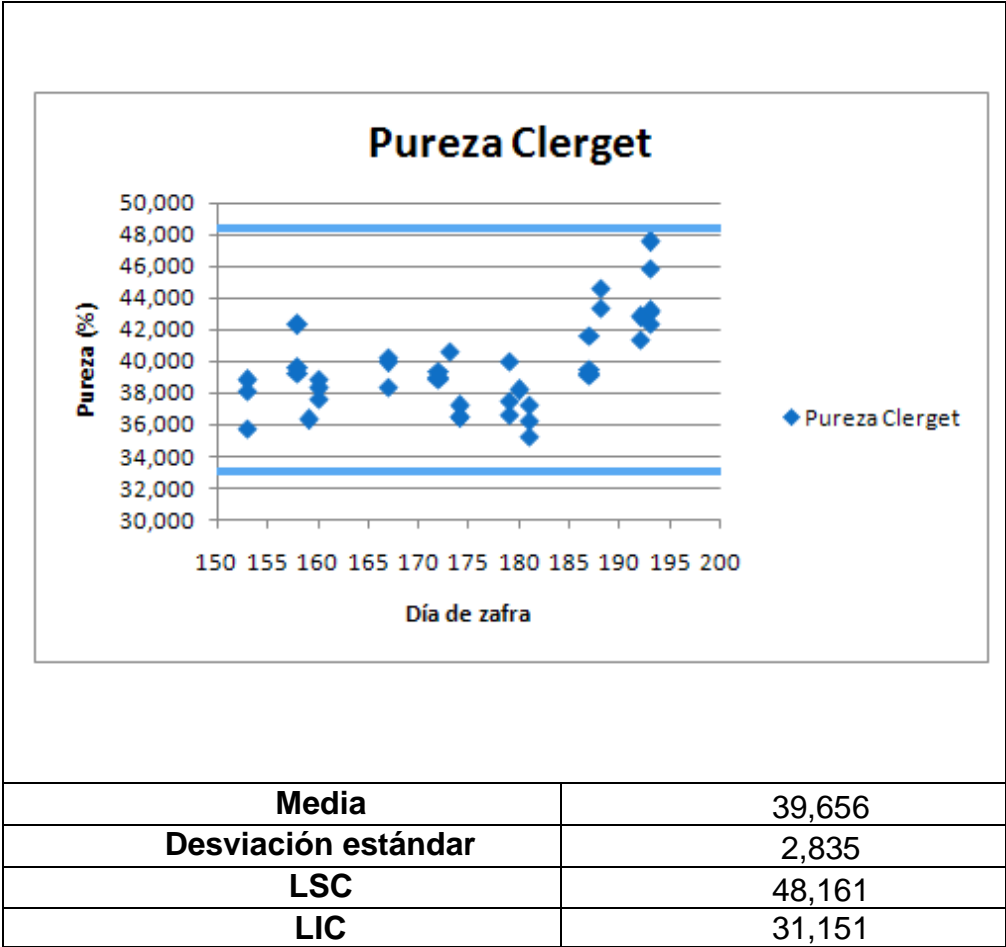 Pureza Clerget
50,000
48,000
46,000
44,000
42,000
40,000
38,000
36,000
34,000
32,000
30,000
Pureza (%)
Pureza Clerget
150 155 160 165 170 175 180 185 190 195 200
Día de zafra
Media 39,656
Desviación estándar 2,835
LSC 48,161
LIC 31,151